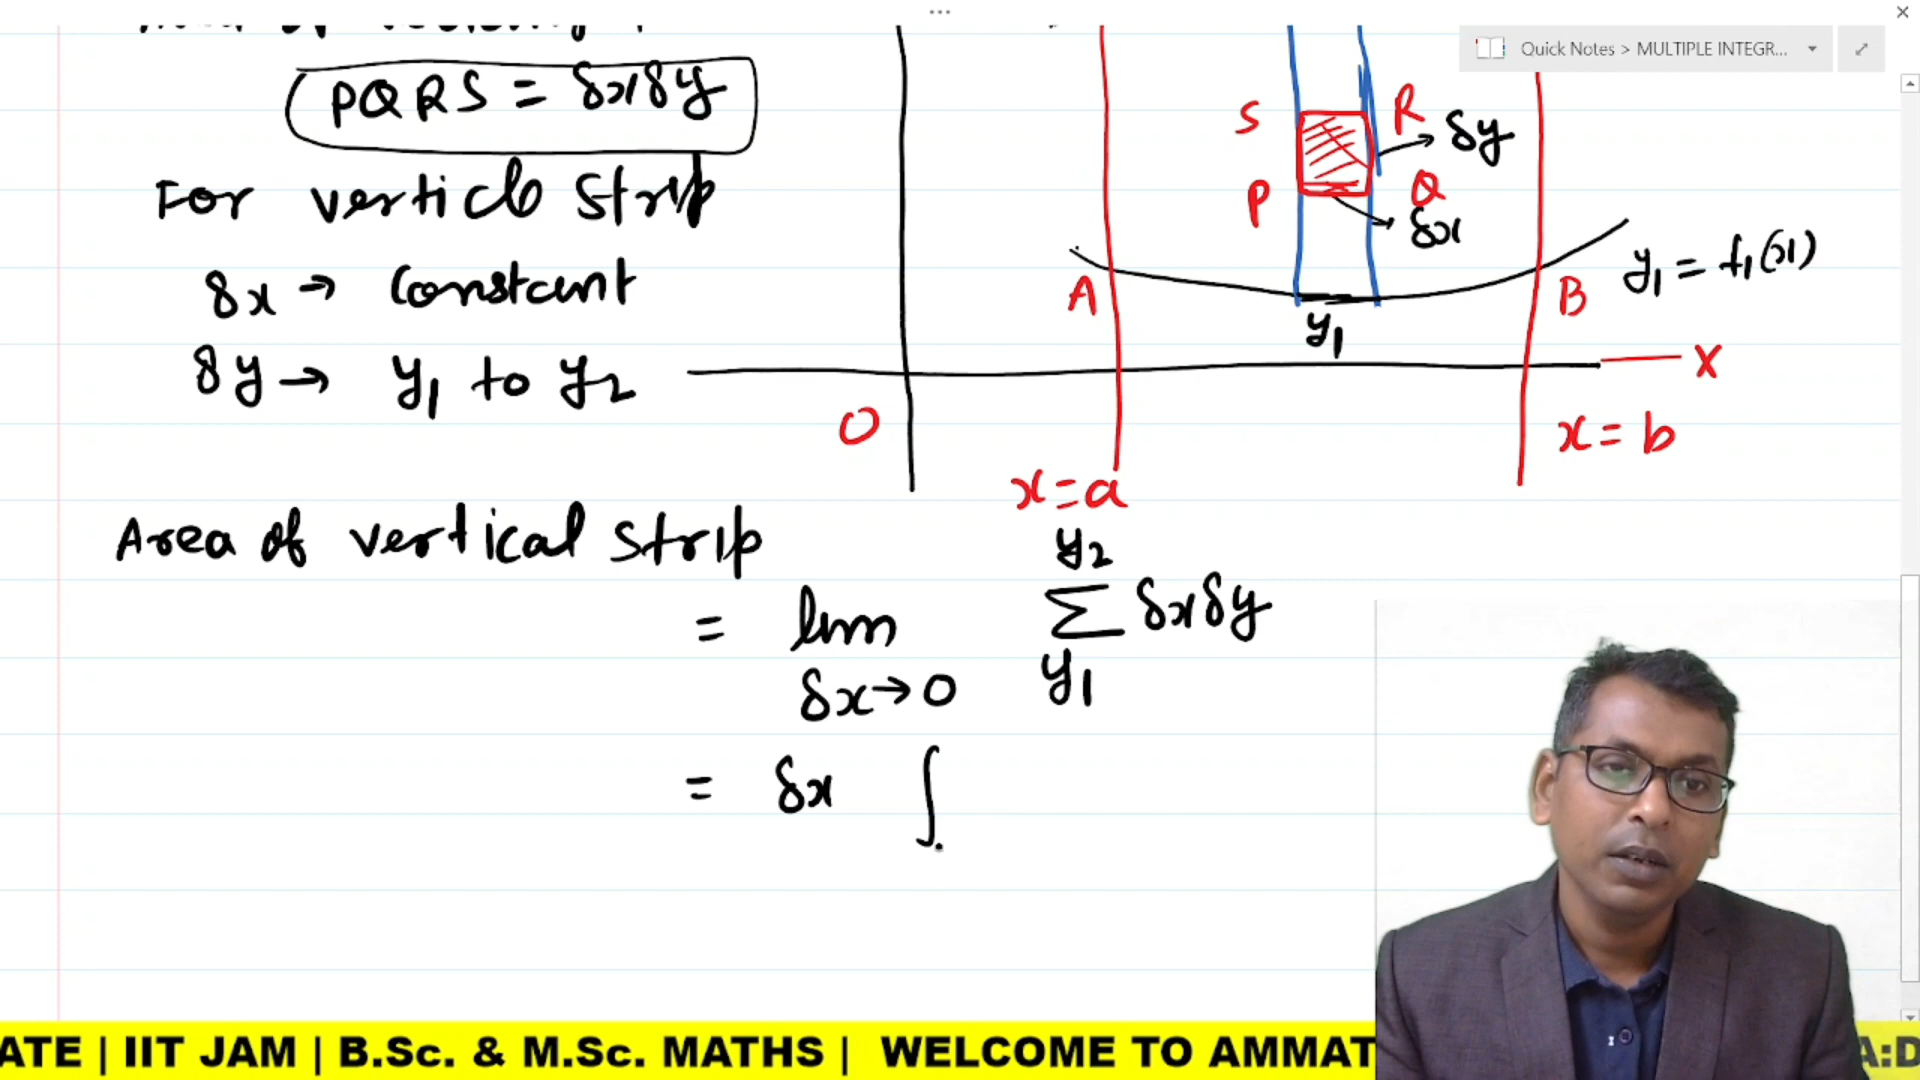 ...
Quick Notes > MULTIPLE INTEGR...
PQRS = δxδy
For verticle strip
δx → constant
δy → y₁ to y₂
S
R
δy
P
Q
δx
y₁ = f₁(x)
A
B
y₁
X
O
x = b
x = a
Area of vertical strip
y₂
= lim Σ δxδy
δx→0 y₁
= δx ∫
ATE | IIT JAM | B.Sc. & M.Sc. MATHS | WELCOME TO AMMAT
A:D